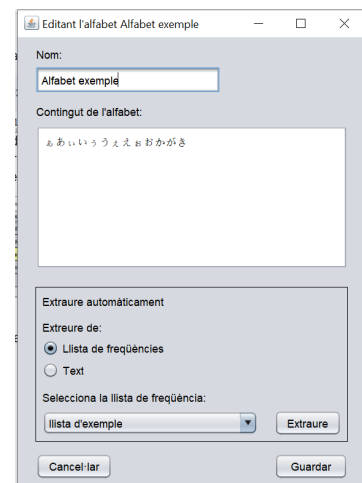 Editant l'alfabet Alfabet exemple
Nom:
Alfabet exemple
Contingut de l'alfabet:
ぁあぃいぅうぇえぉおかがき
Extraure automàticament
Extreure de:
Llista de freqüències
Text
Selecciona la llista de freqüència:
llista d'exemple
Extraure
Cancel·lar
Guardar